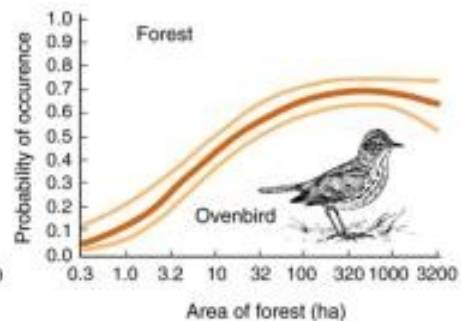 Forest
Probability of occurence
1.0
0.9
0.8
0.7
0.6
0.5
0.4
0.3
0.2
0.1
0.0
Ovenbird
0.3 1.0 3.2 10 32 100 320 1000 3200
Area of forest (ha)